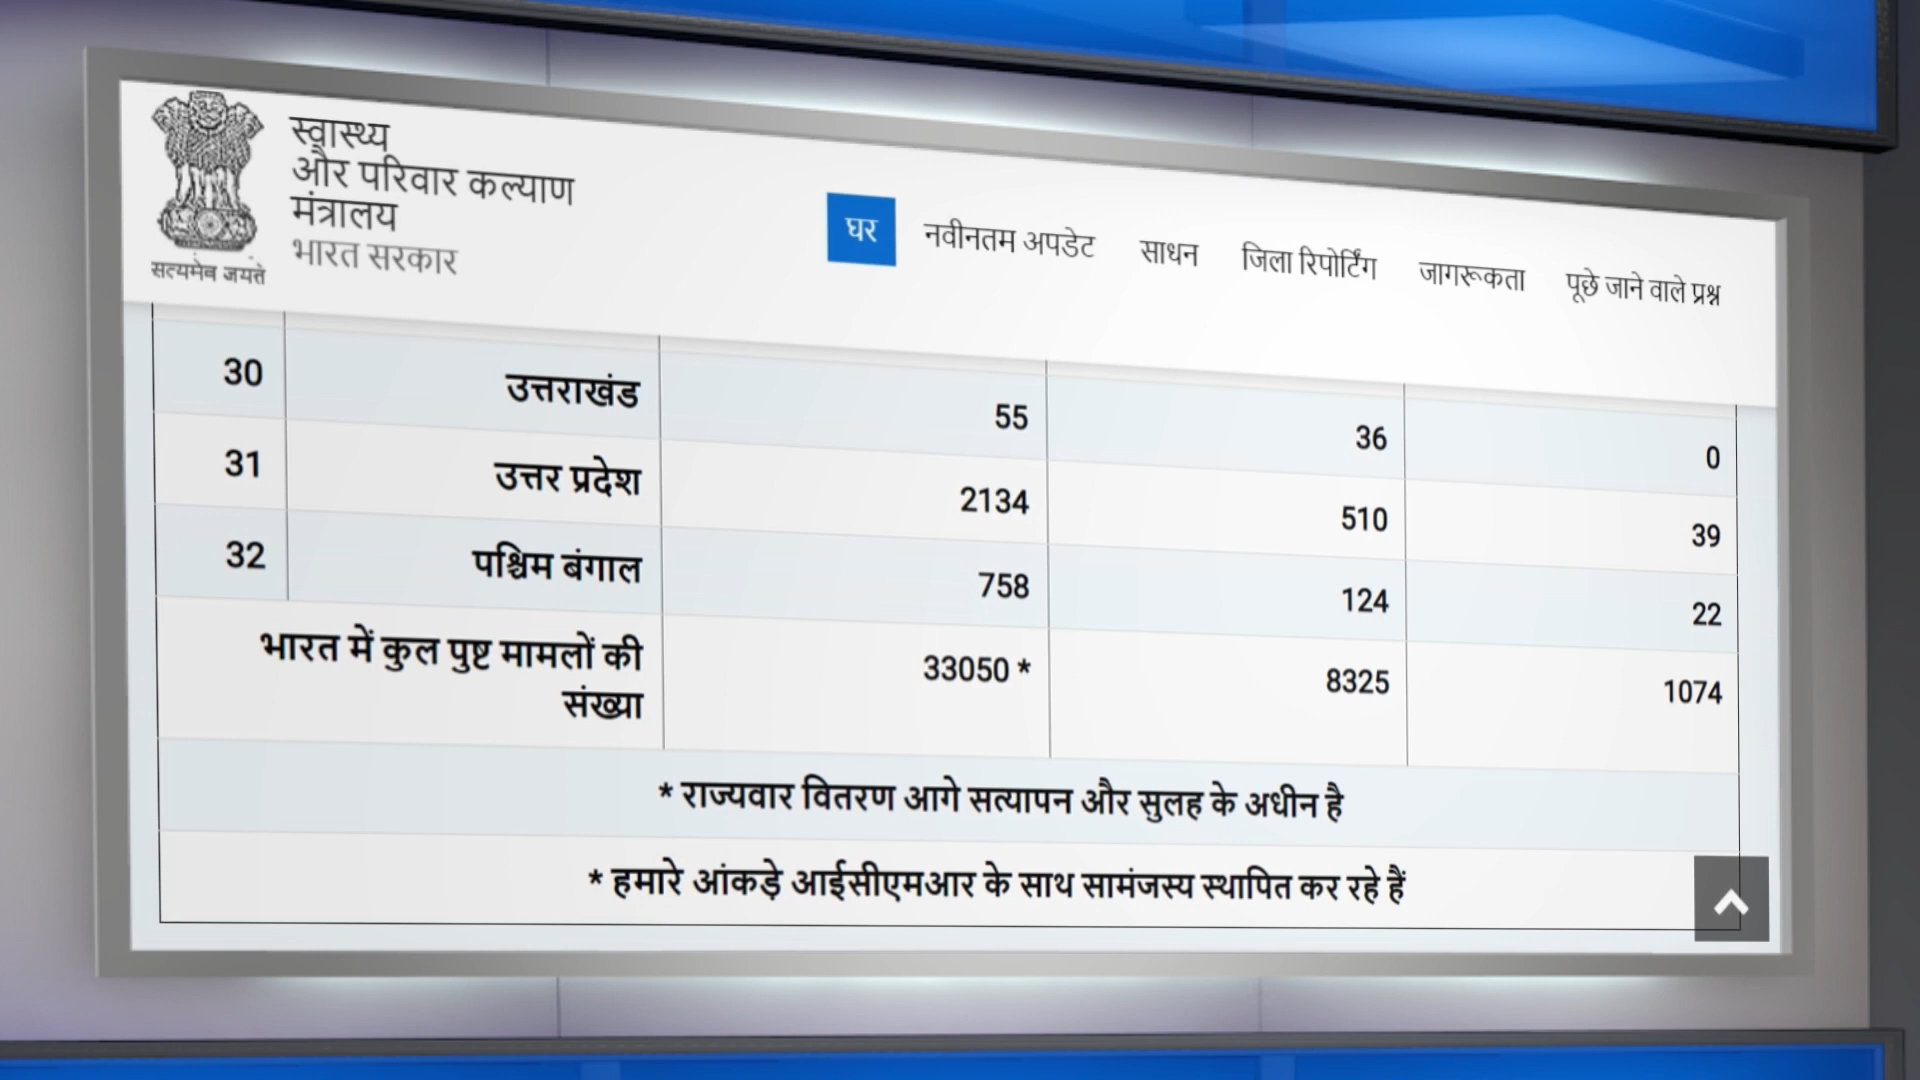 स्वास्थ्य
और परिवार कल्याण
मंत्रालय
भारत सरकार
सत्यमेव जयते
घर नवीनतम अपडेट साधन जिला रिपोर्टिंग जागरूकता पूछे जाने वाले प्रश्न
30 उत्तराखंड 55 36 0
31 उत्तर प्रदेश 2134 510 39
32 पश्चिम बंगाल 758 124 22
भारत में कुल पुष्ट मामलों की
संख्या 33050 * 8325 1074
* राज्यवार वितरण आगे सत्यापन और सुलह के अधीन है
* हमारे आंकड़े आईसीएमआर के साथ सामंजस्य स्थापित कर रहे हैं